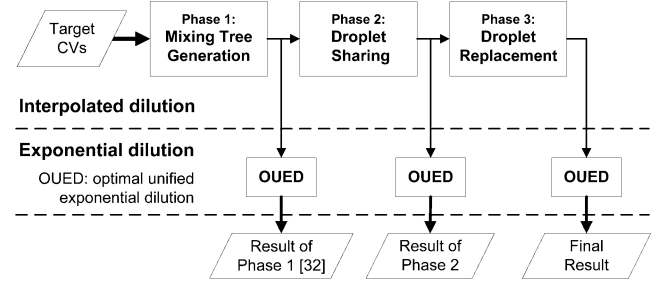 Target
CVs
Phase 1:
Mixing Tree
Generation
Phase 2:
Droplet
Sharing
Phase 3:
Droplet
Replacement
Interpolated dilution
Exponential dilution
OUED: optimal unified
exponential dilution
OUED
OUED
OUED
Result of
Phase 1 [32]
Result of
Phase 2
Final
Result